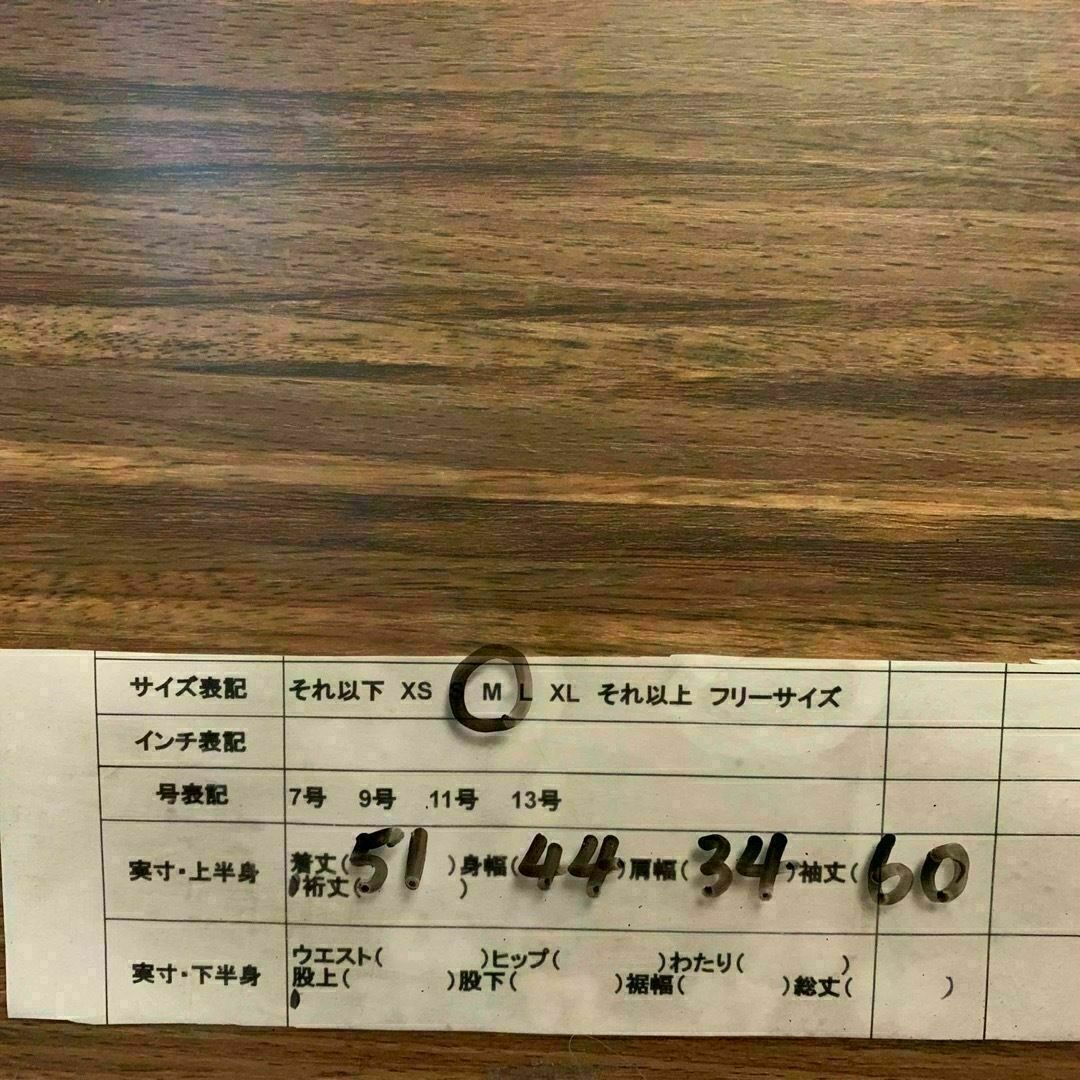 サイズ表記 それ以下 XS S M L XL それ以上 フリーサイズ
インチ表記
号表記 7号 9号 11号 13号
実寸・上半身 着丈(51 )身幅(44)肩幅(34)袖丈(60
裄丈( )
実寸・下半身 ウエスト( )ヒップ( )わたり( )
股上( )股下( )裾幅( )総丈( )